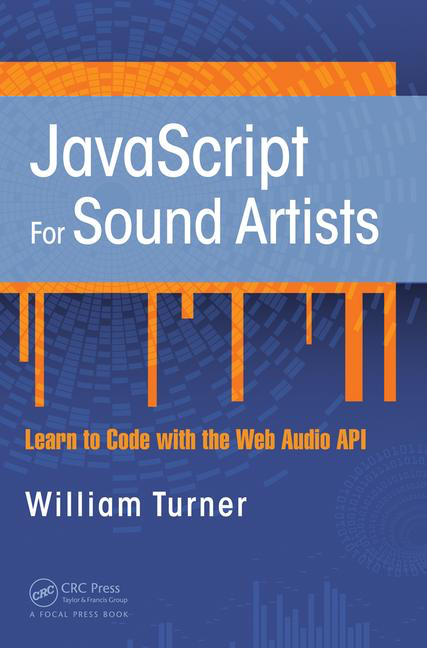 JavaScript
For Sound Artists
Learn to Code with the Web Audio API
William Turner
CRC CRC Press
Taylor & Francis Group
A FOCAL PRESS BOOK